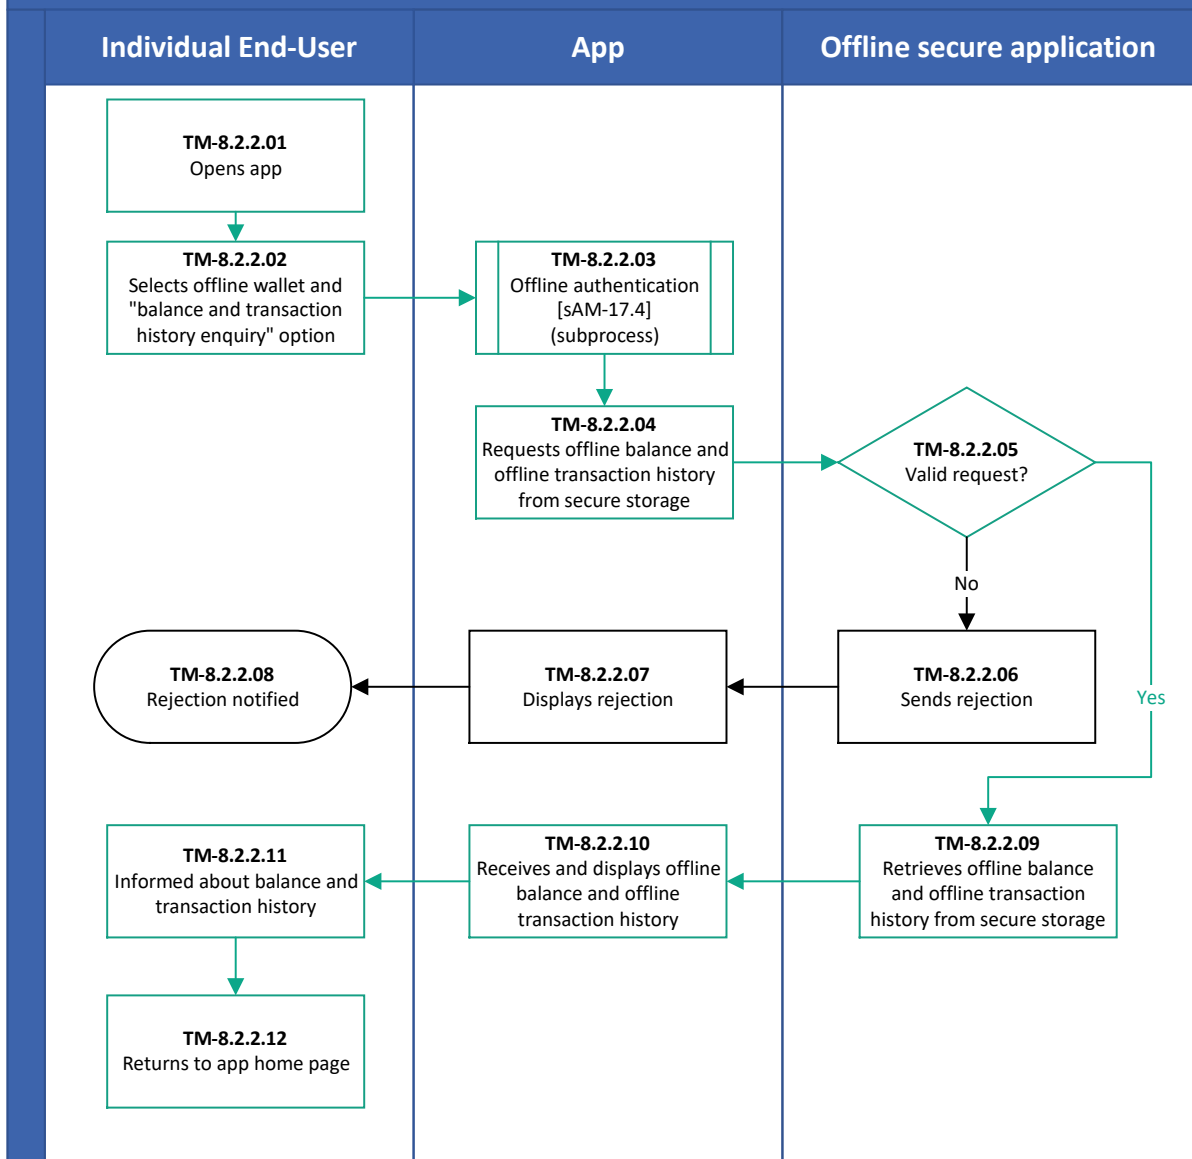 Individual End-User
App
Offline secure application
TM-8.2.2.01
Opens app
TM-8.2.2.02
Selects offline wallet and
"balance and transaction
history enquiry" option
TM-8.2.2.03
Offline authentication
[sAM-17.4]
(subprocess)
TM-8.2.2.04
Requests offline balance and
offline transaction history
from secure storage
TM-8.2.2.05
Valid request?
No
Yes
TM-8.2.2.06
Sends rejection
TM-8.2.2.07
Displays rejection
TM-8.2.2.08
Rejection notified
TM-8.2.2.09
Retrieves offline balance
and offline transaction
history from secure storage
TM-8.2.2.10
Receives and displays offline
balance and offline
transaction history
TM-8.2.2.11
Informed about balance and
transaction history
TM-8.2.2.12
Returns to app home page